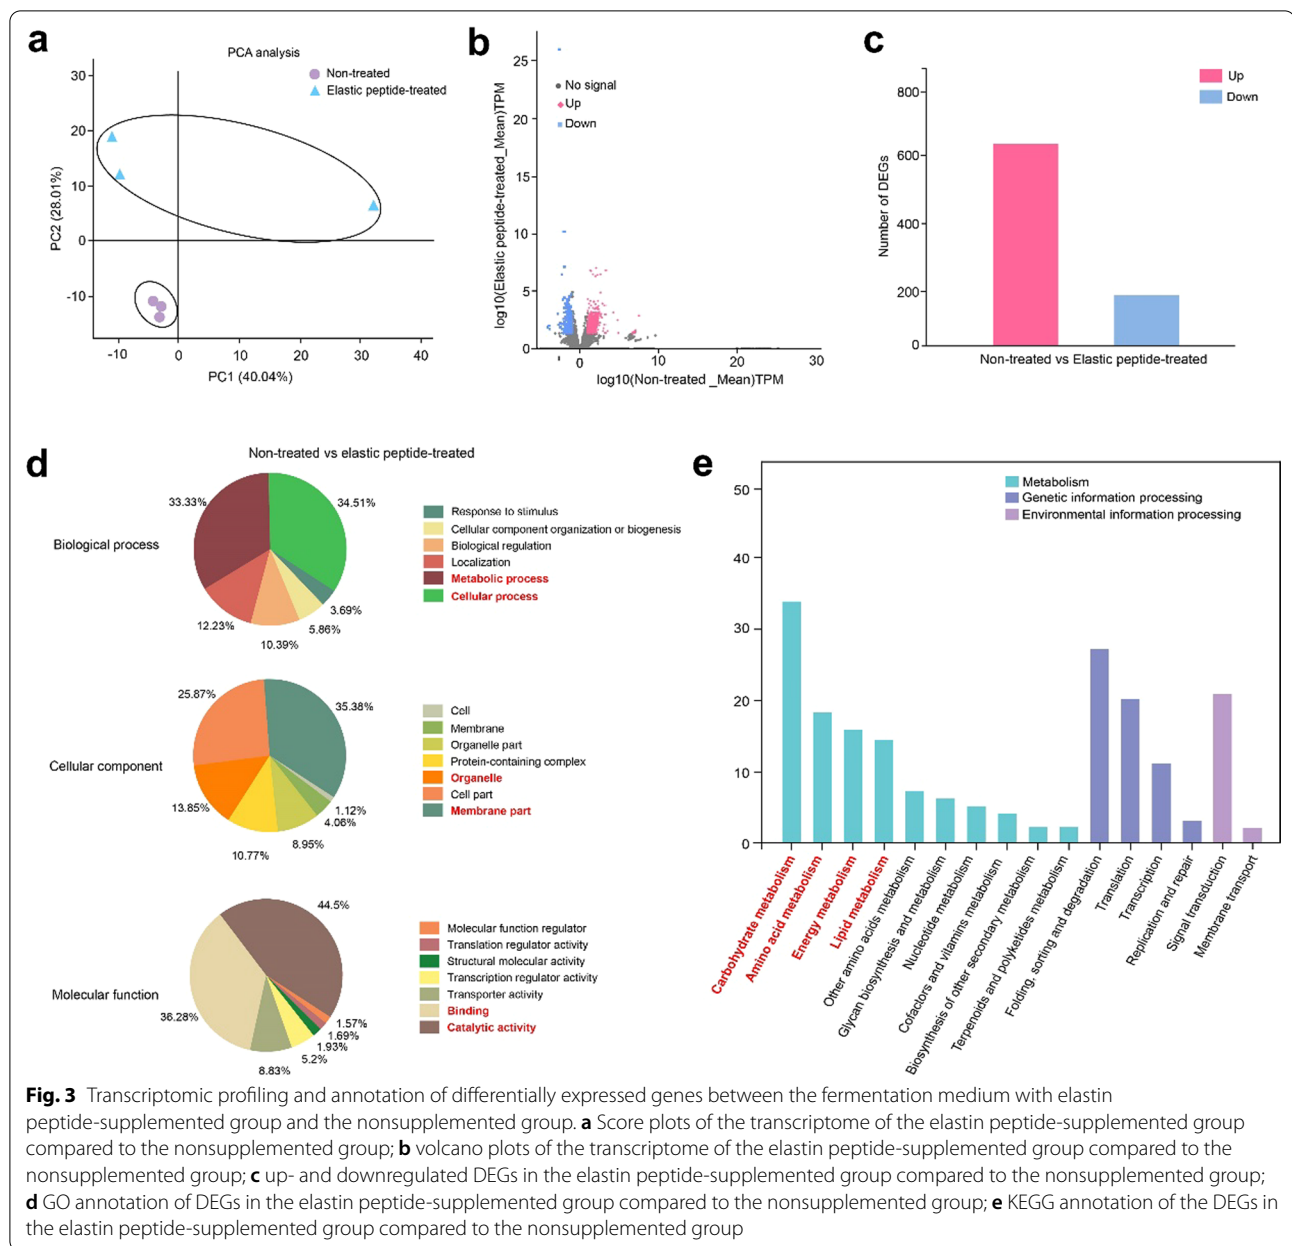 a
PCA analysis
Non-treated
Elastic peptide-treated
30
20
10
0
-10
-10
0
10
20
30
40
PC2 (28.01%)
PC1 (40.04%)
b
25
20
15
10
5
0
0
10
20
30
No signal
Up
Down
log10(Elastic peptide-treated_Mean)TPM
log10(Non-treated _Mean)TPM
c
Up
Down
800
600
400
200
0
Number of DEGs
Non-treated vs Elastic peptide-treated
d
Non-treated vs elastic peptide-treated
Biological process
33.33%
34.51%
12.23%
10.39%
5.86%
3.69%
Response to stimulus
Cellular component organization or biogenesis
Biological regulation
Localization
Metabolic process
Cellular process
Cellular component
25.87%
35.38%
13.85%
10.77%
8.95%
4.06%
1.12%
Cell
Membrane
Organelle part
Protein-containing complex
Organelle
Cell part
Membrane part
Molecular function
44.5%
36.28%
8.83%
5.2%
1.93%
1.69%
1.57%
Molecular function regulator
Translation regulator activity
Structural molecular activity
Transcription regulator activity
Transporter activity
Binding
Catalytic activity
e
Metabolism
Genetic information processing
Environmental information processing
50
40
30
20
10
0
Carbohydrate metabolism
Amino acid metabolism
Energy metabolism
Lipid metabolism
Other amino acids metabolism
Glycan biosynthesis and metabolism
Nucleotide metabolism
Cofactors and vitamins metabolism
Biosynthesis of other secondary metabolism
Terpenoids and polyketides metabolism
Folding, sorting and degradation
Translation
Transcription
Replication and repair
Signal transduction
Membrane transport
Fig. 3 Transcriptomic profiling and annotation of differentially expressed genes between the fermentation medium with elastin
peptide-supplemented group and the nonsupplemented group. a Score plots of the transcriptome of the elastin peptide-supplemented group
compared to the nonsupplemented group; b volcano plots of the transcriptome of the elastin peptide-supplemented group compared to the
nonsupplemented group; c up- and downregulated DEGs in the elastin peptide-supplemented group compared to the nonsupplemented group;
d GO annotation of DEGs in the elastin peptide-supplemented group compared to the nonsupplemented group; e KEGG annotation of the DEGs in
the elastin peptide-supplemented group compared to the nonsupplemented group